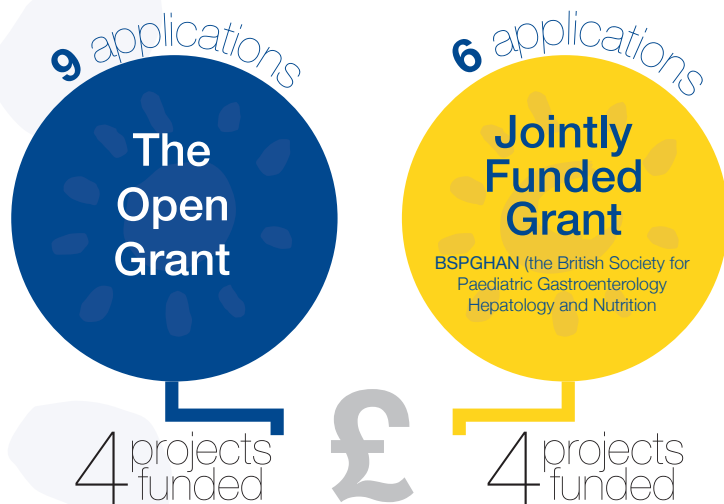 9 applications
The
Open
Grant
4 projects
funded
6 applications
Jointly
Funded
Grant
BSPGHAN (the British Society for
Paediatric Gastroenterology
Hepatology and Nutrition
4 projects
funded
£